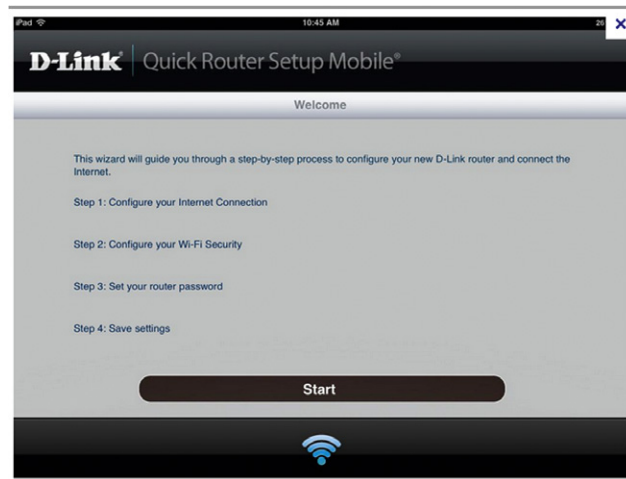 iPad 10:45 AM 26
D-Link® Quick Router Setup Mobile®
Welcome
This wizard will guide you through a step-by-step process to configure your new D-Link router and connect the
Internet.
Step 1: Configure your Internet Connection
Step 2: Configure your Wi-Fi Security
Step 3: Set your router password
Step 4: Save settings
Start